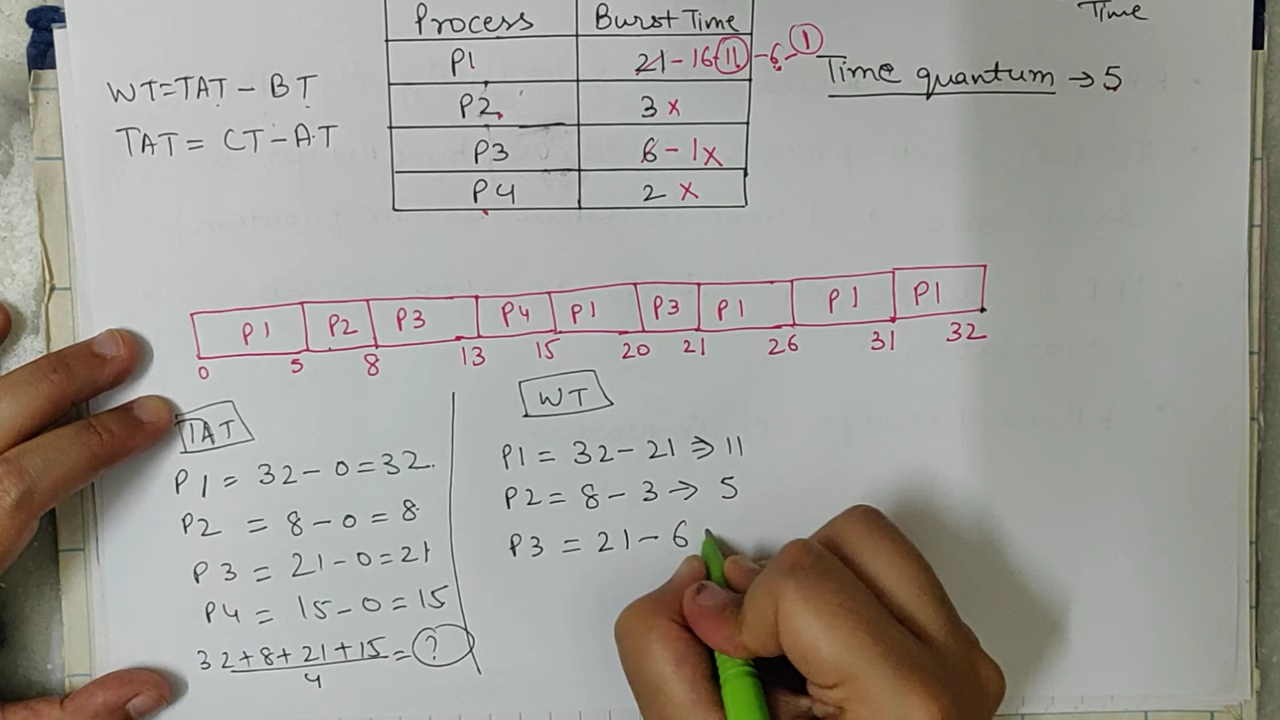 Time
Process Burst Time
P1 21-16-11-6-1
P2 3 x
P3 6-1x
P4 2 x
WT=TAT-BT
TAT= CT-A.T
Time quantum → 5
P1 P2 P3 P4 P1 P3 P1 P1 P1
0 5 8 13 15 20 21 26 31 32
TAT
P1 = 32-0=32.
P2 = 8-0=8
P3 = 21-0=21
P4 = 15-0=15
32+8+21+15 = ?
4
WT
P1 = 32-21 ⇒ 11
P2 = 8-3 → 5
P3 = 21-6